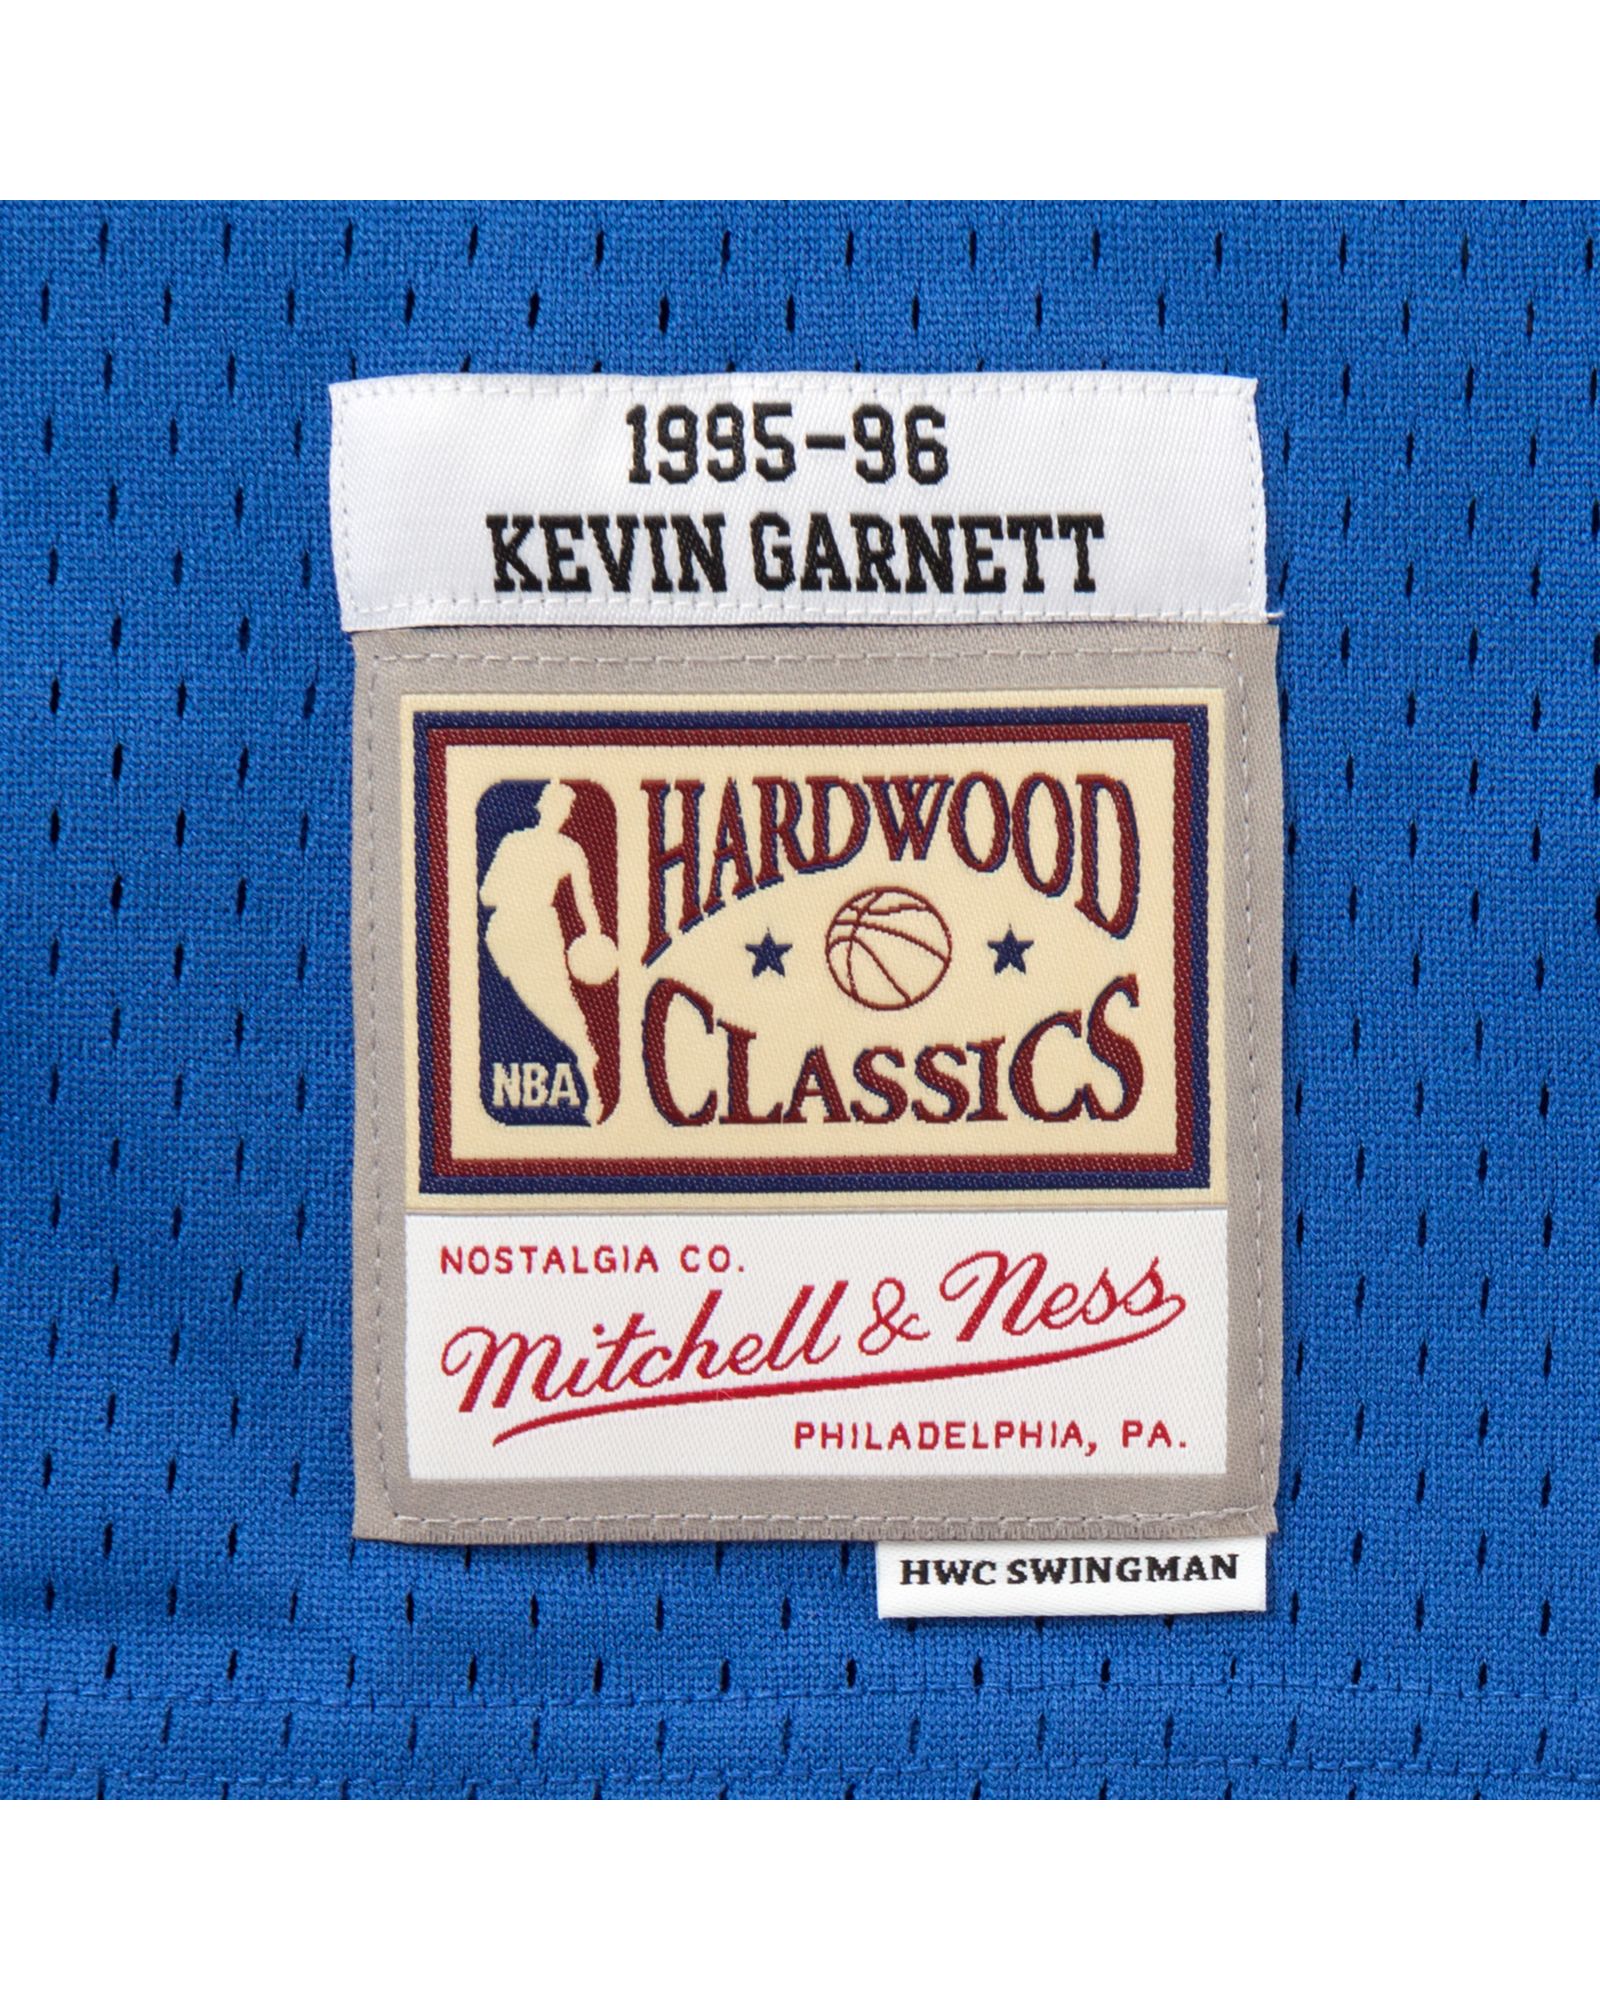 1995-96
KEVIN GARNETT
HARDWOOD
CLASSICS
NBA
NOSTALGIA CO.
Mitchell & Ness
PHILADELPHIA, PA.
HWC SWINGMAN